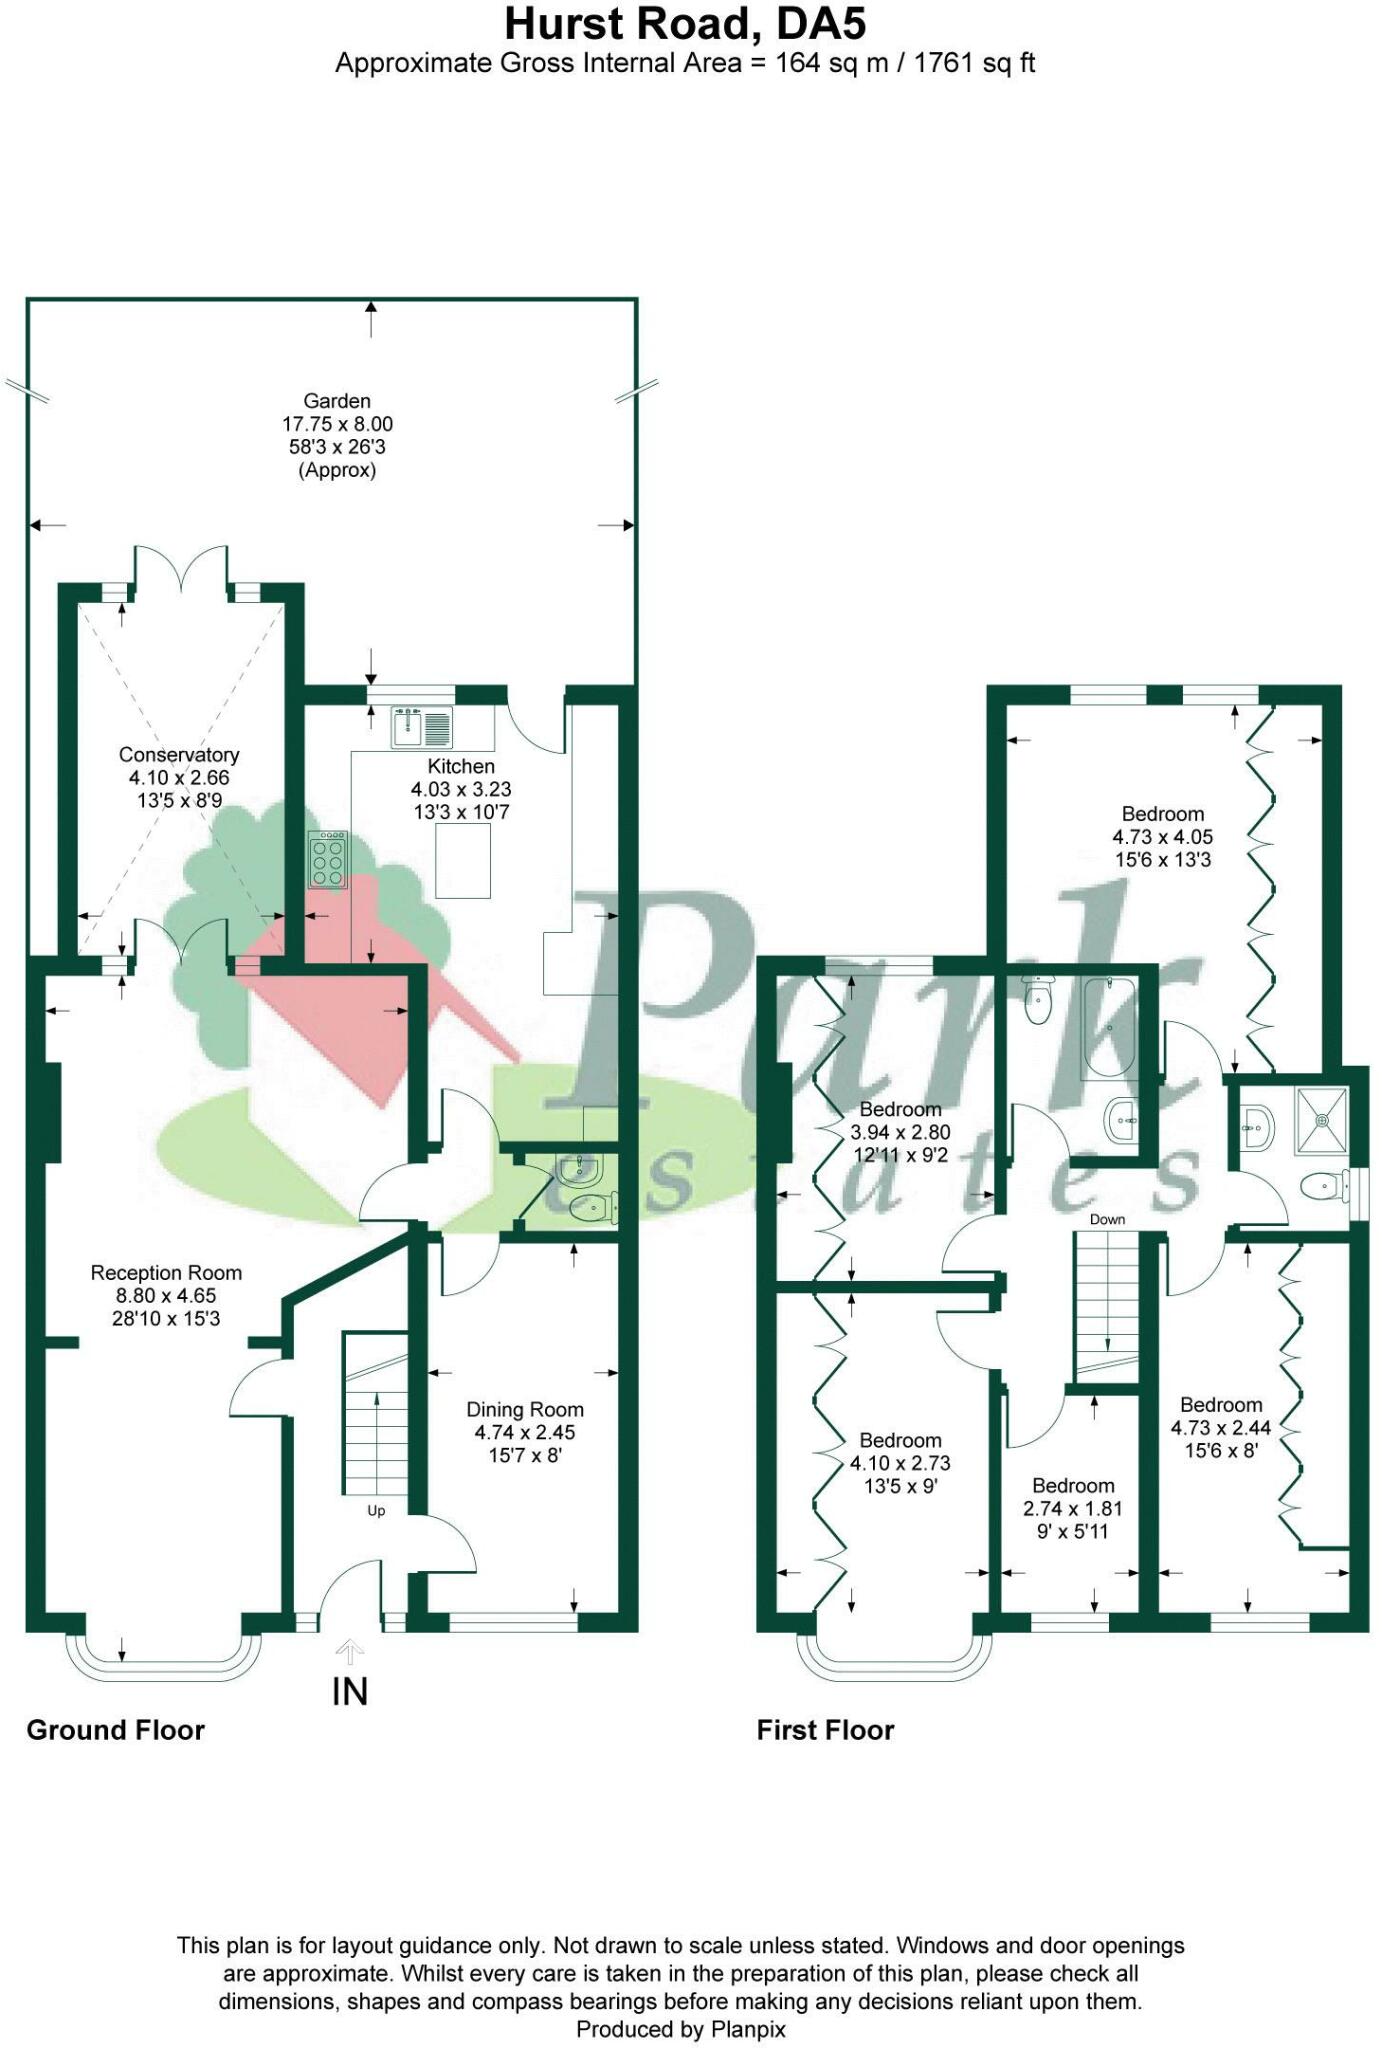 Hurst Road, DA5
Approximate Gross Internal Area = 164 sq m / 1761 sq ft
Garden
17.75 x 8.00
58'3 x 26'3
(Approx)
Conservatory
4.10 x 2.66
13'5 x 8'9
Kitchen
4.03 x 3.23
13'3 x 10'7
Reception Room
8.80 x 4.65
28'10 x 15'3
Dining Room
4.74 x 2.45
15'7 x 8'
Up
IN
Ground Floor
Bedroom
4.73 x 4.05
15'6 x 13'3
Bedroom
3.94 x 2.80
12'11 x 9'2
Down
Bedroom
4.10 x 2.73
13'5 x 9'
Bedroom
2.74 x 1.81
9' x 5'11
Bedroom
4.73 x 2.44
15'6 x 8'
First Floor
Park
estates
This plan is for layout guidance only. Not drawn to scale unless stated. Windows and door openings
are approximate. Whilst every care is taken in the preparation of this plan, please check all
dimensions, shapes and compass bearings before making any decisions reliant upon them.
Produced by Planpix